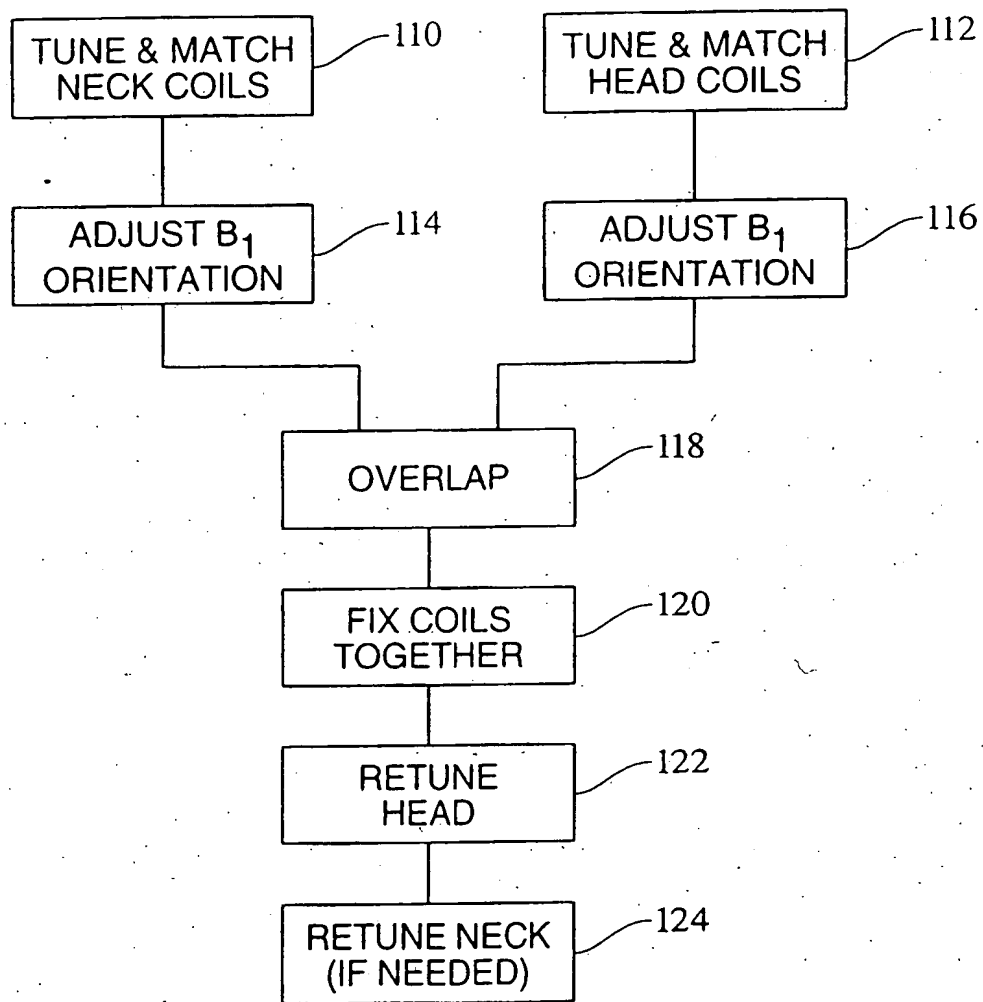 TUNE & MATCH
NECK COILS
110
TUNE & MATCH
HEAD COILS
112
ADJUST B₁
ORIENTATION
114
ADJUST B₁
ORIENTATION
116
OVERLAP
118
FIX COILS
TOGETHER
120
RETUNE
HEAD
122
RETUNE NECK
(IF NEEDED)
124